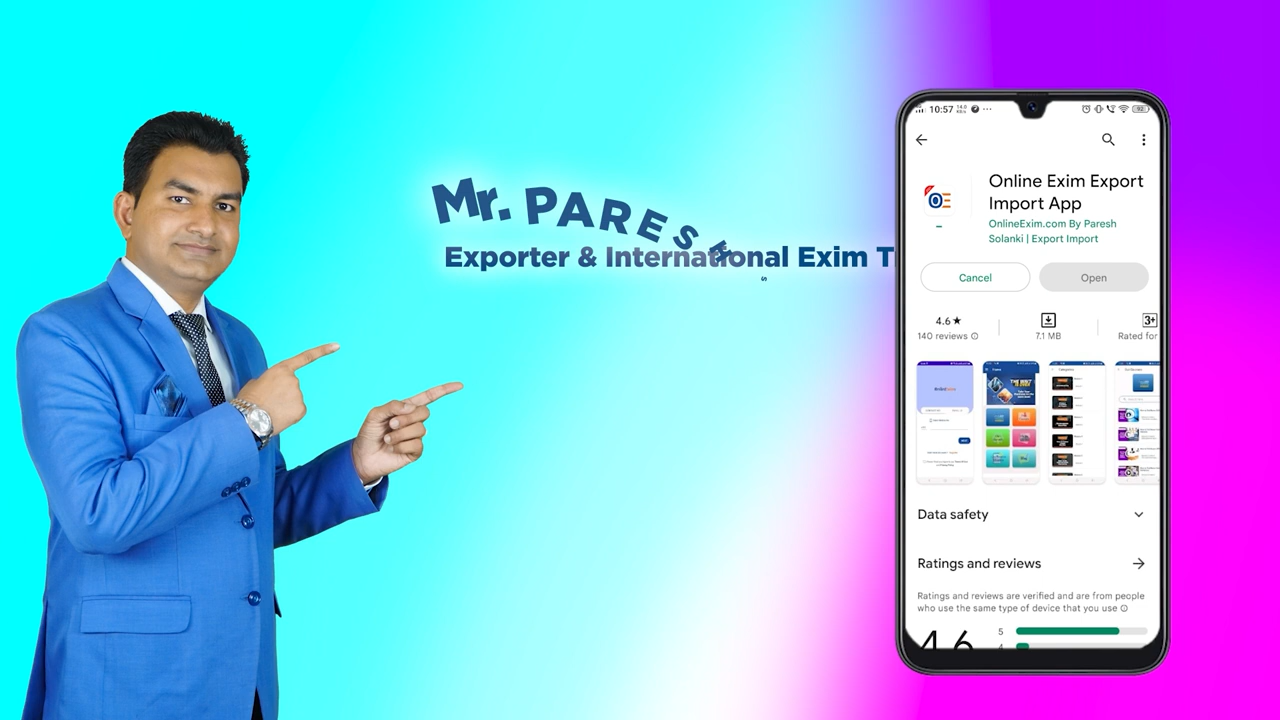 Mr. PARESH s
Exporter & International Exim T
10:57
92
Online Exim Export
Import App
OnlineExim.com By Paresh
Solanki | Export Import
Cancel
Open
4.6★
3+
140 reviews
7.1 MB
Rated for
Data safety
Ratings and reviews
Ratings and reviews are verified and are from people
who use the same type of device that you use
4.6
5
4